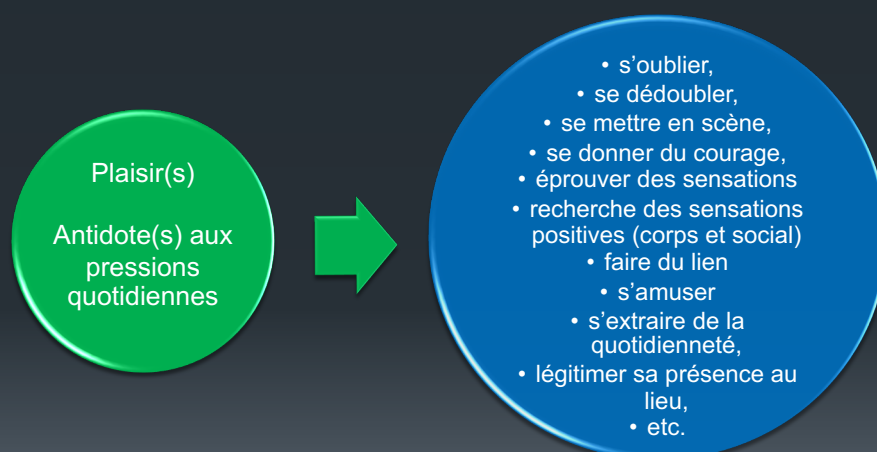 Plaisir(s)
Antidote(s) aux
pressions
quotidiennes
• s’oublier,
• se dédoubler,
• se mettre en scène,
• se donner du courage,
• éprouver des sensations
• recherche des sensations
positives (corps et social)
• faire du lien
• s’amuser
• s’extraire de la
quotidienneté,
• légitimer sa présence au
lieu,
• etc.